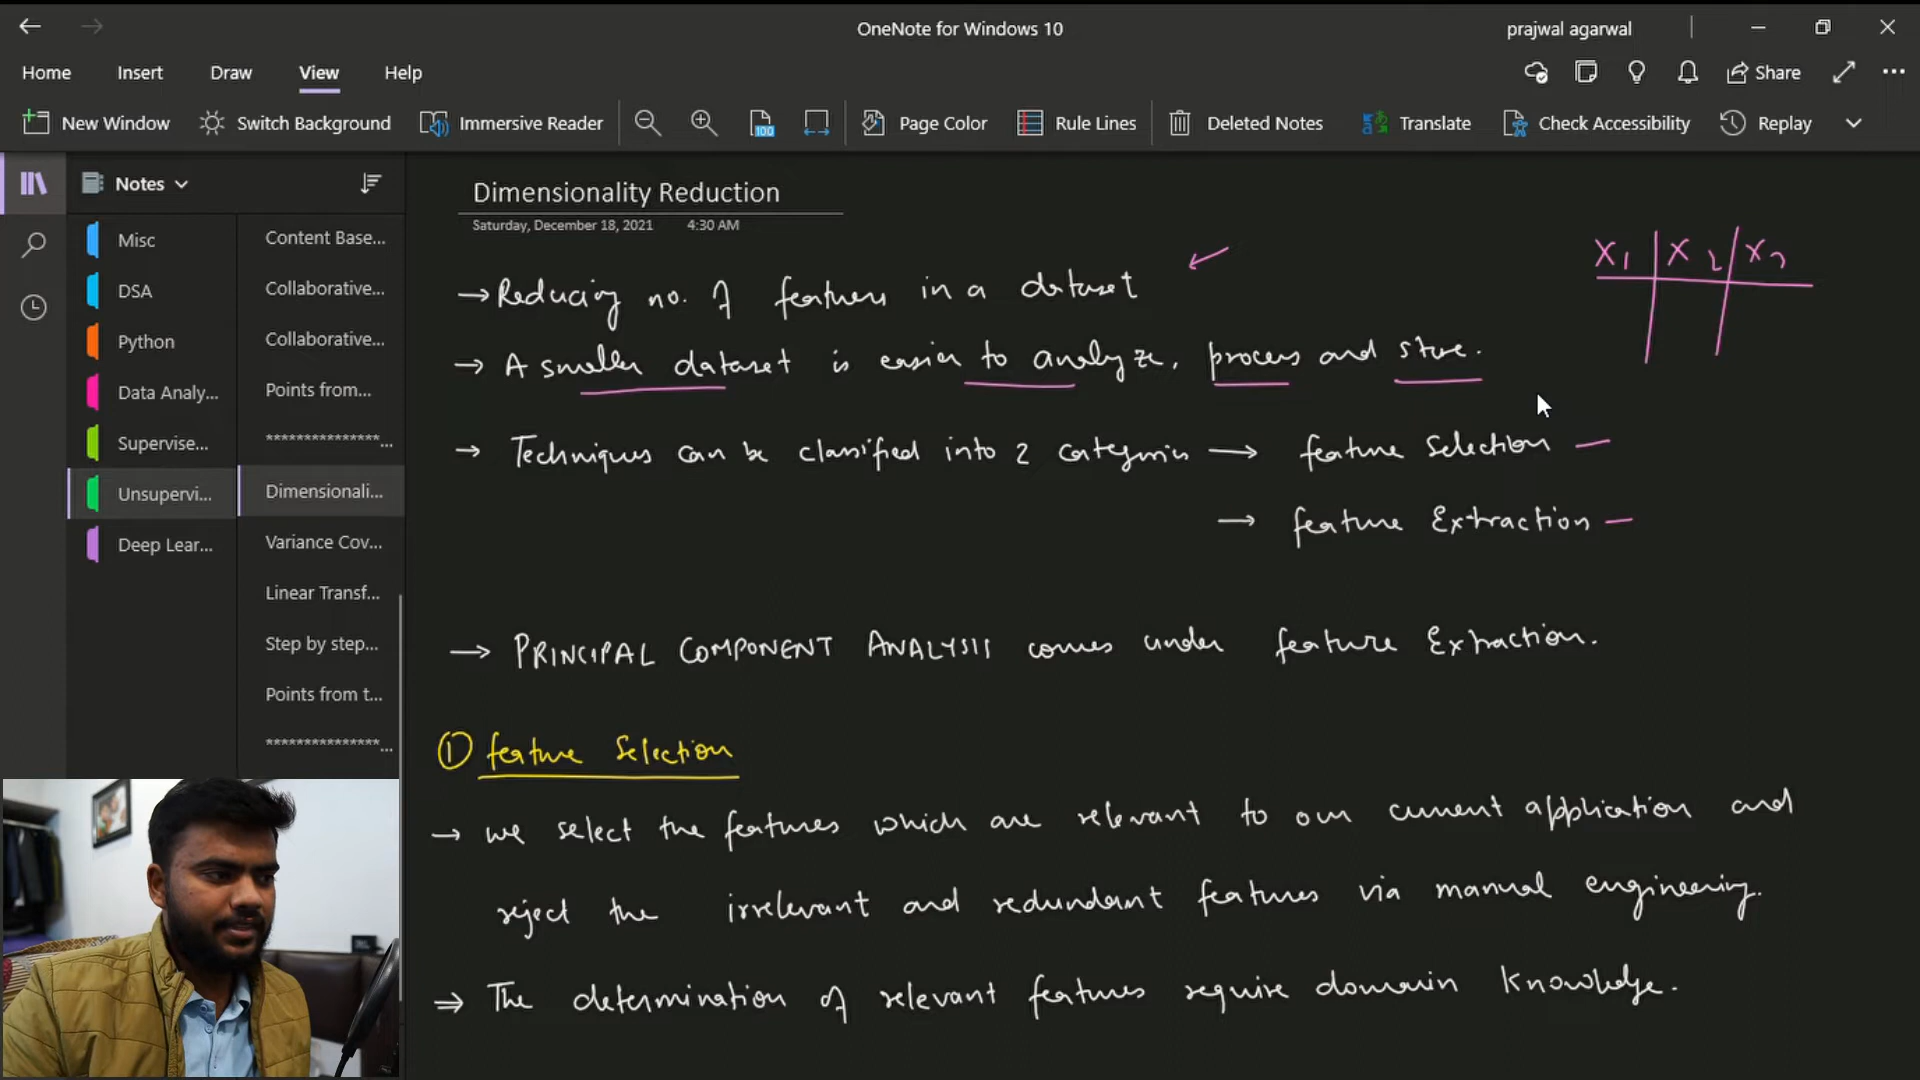 OneNote for Windows 10
prajwal agarwal
Home Insert Draw View Help
Share
New Window Switch Background Immersive Reader 100 Page Color Rule Lines Deleted Notes Translate Check Accessibility Replay
Notes
Misc
DSA
Python
Data Analy...
Supervise...
Unsupervi...
Deep Lear...
Content Base...
Collaborative...
Collaborative...
Points from...
***************...
Dimensionali...
Variance Cov...
Linear Transf...
Step by step...
Points from t...
***************...
Dimensionality Reduction
Saturday, December 18, 2021 4:30 AM
X1 | X2 | X3
→ Reducing no. of features in a dataset
→ A smaller dataset is easier to analyze, process and store.
→ Techniques can be classified into 2 categories → feature Selection
→ feature Extraction
→ PRINCIPAL COMPONENT ANALYSIS comes under feature Extraction.
① feature Selection
→ we select the features which are relevant to our current application and
reject the irrelevant and redundant features via manual engineering.
⇒ The determination of relevant features require domain knowledge.